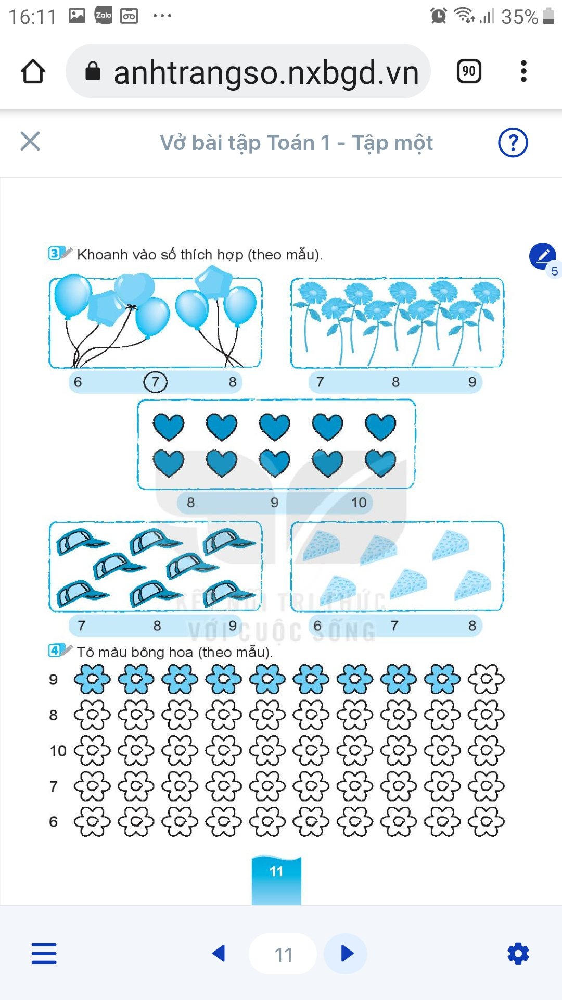 16:11 Zalo 35%
anhtrangso.nxbgd.vn 90
Vở bài tập Toán 1 - Tập một ?
3 Khoanh vào số thích hợp (theo mẫu).
5
6 7 8 7 8 9
8 9 10
KẾT NỐI TRI THỨC
7 8 9 6 7 8
VỚI CUỘC SỐNG
4 Tô màu bông hoa (theo mẫu).
9
8
10
7
6
11
11